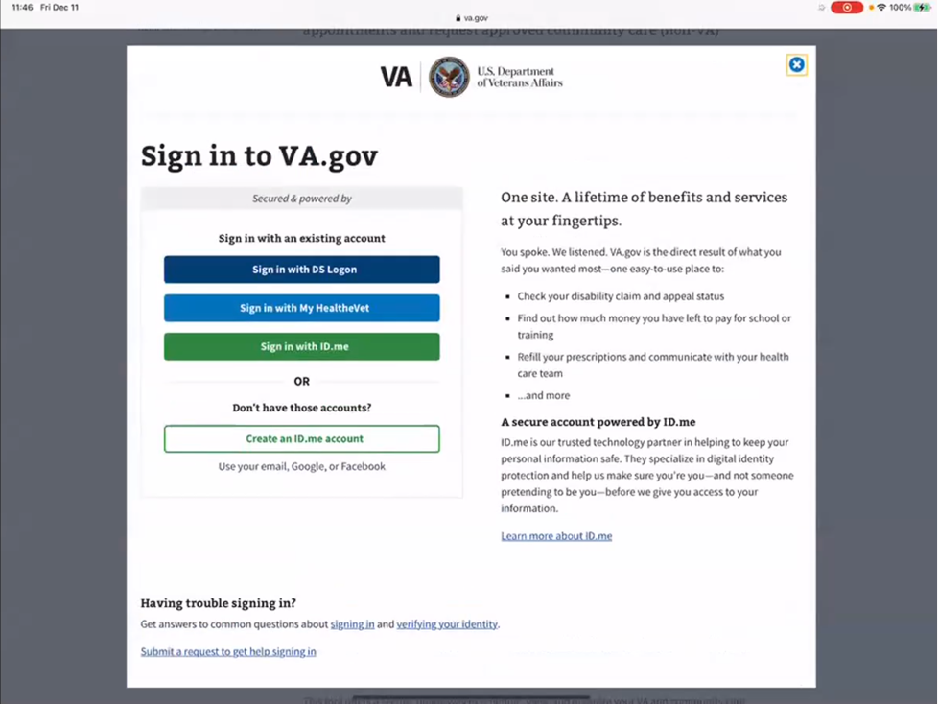 11:46 Fri Dec 11
100%
va.gov
appointments and request approved community care (non-VA)
VA
U.S. Department
of Veterans Affairs
Sign in to VA.gov
Secured & powered by
Sign in with an existing account
Sign in with DS Logon
Sign in with My HealtheVet
Sign in with ID.me
OR
Don't have those accounts?
Create an ID.me account
Use your email, Google, or Facebook
One site. A lifetime of benefits and services
at your fingertips.
You spoke. We listened. VA.gov is the direct result of what you
said you wanted most—one easy-to-use place to:
▪ Check your disability claim and appeal status
▪ Find out how much money you have left to pay for school or
training
▪ Refill your prescriptions and communicate with your health
care team
▪ ...and more
A secure account powered by ID.me
ID.me is our trusted technology partner in helping to keep your
personal information safe. They specialize in digital identity
protection and help us make sure you're you—and not someone
pretending to be you—before we give you access to your
information.
Learn more about ID.me
Having trouble signing in?
Get answers to common questions about signing in and verifying your identity.
Submit a request to get help signing in